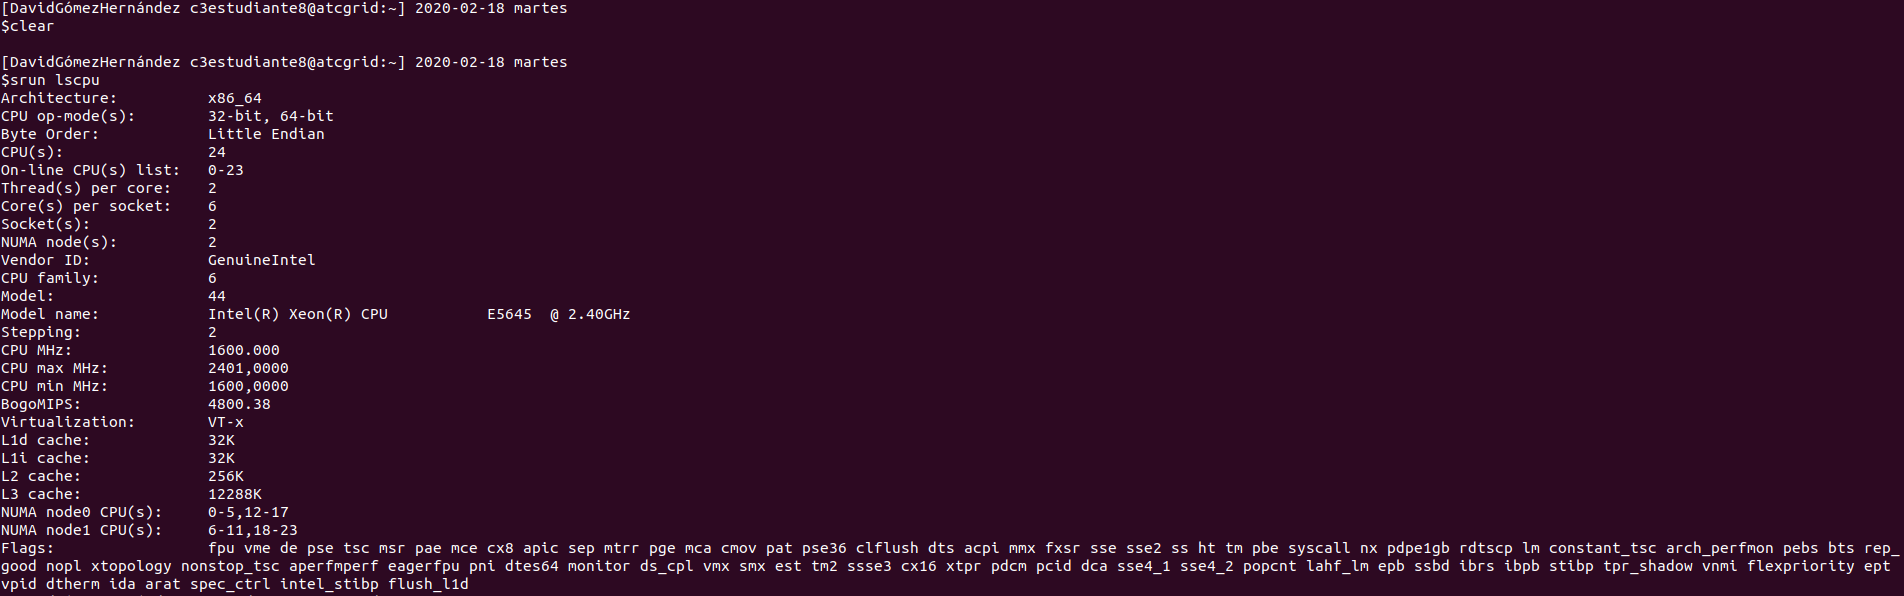 [DavidGómezHernández c3estudiante8@atcgrid:~] 2020-02-18 martes
$clear
[DavidGómezHernández c3estudiante8@atcgrid:~] 2020-02-18 martes
$srun lscpu
Architecture:          x86_64
CPU op-mode(s):        32-bit, 64-bit
Byte Order:            Little Endian
CPU(s):                24
On-line CPU(s) list:   0-23
Thread(s) per core:    2
Core(s) per socket:    6
Socket(s):             2
NUMA node(s):          2
Vendor ID:             GenuineIntel
CPU family:            6
Model:                 44
Model name:            Intel(R) Xeon(R) CPU           E5645  @ 2.40GHz
Stepping:              2
CPU MHz:               1600.000
CPU max MHz:           2401,0000
CPU min MHz:           1600,0000
BogoMIPS:              4800.38
Virtualization:        VT-x
L1d cache:             32K
L1i cache:             32K
L2 cache:              256K
L3 cache:              12288K
NUMA node0 CPU(s):     0-5,12-17
NUMA node1 CPU(s):     6-11,18-23
Flags:                 fpu vme de pse tsc msr pae mce cx8 apic sep mtrr pge mca cmov pat pse36 clflush dts acpi mmx fxsr sse sse2 ss ht tm pbe syscall nx pdpe1gb rdtscp lm constant_tsc arch_perfmon pebs bts rep_
good nopl xtopology nonstop_tsc aperfmperf eagerfpu pni dtes64 monitor ds_cpl vmx smx est tm2 ssse3 cx16 xtpr pdcm pcid dca sse4_1 sse4_2 popcnt lahf_lm epb ssbd ibrs ibpb stibp tpr_shadow vnmi flexpriority ept
vpid dtherm ida arat spec_ctrl intel_stibp flush_l1d